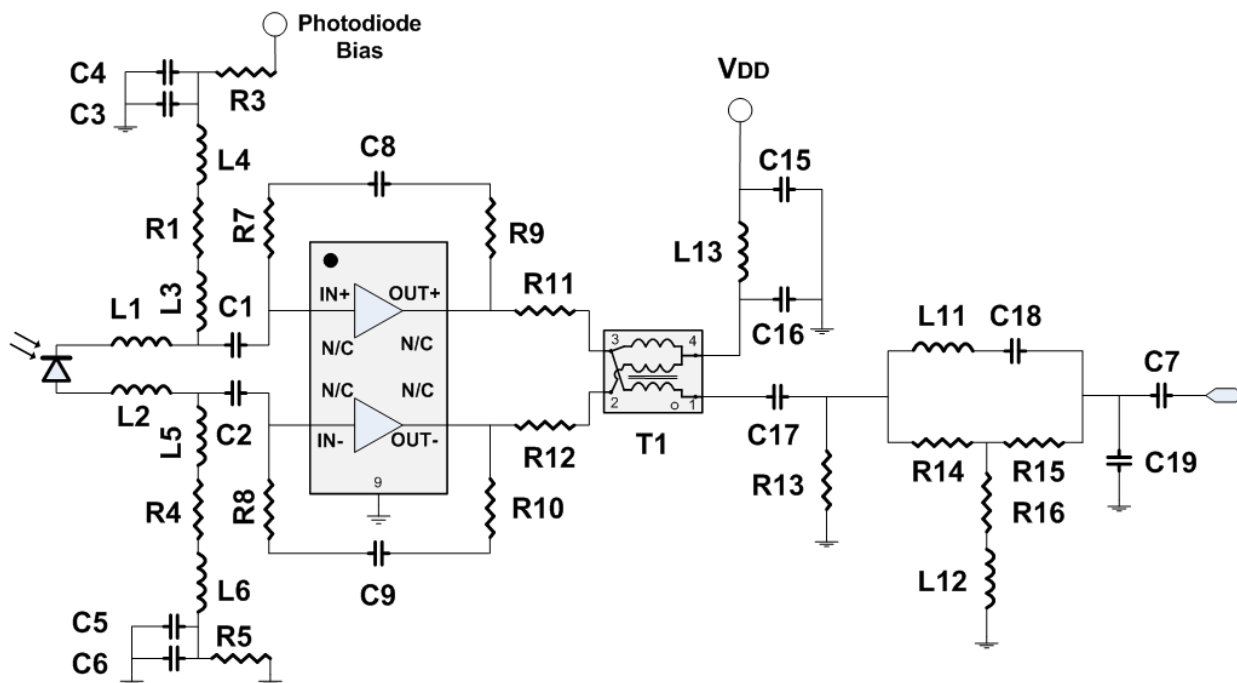 Photodiode
Bias
C4
R3
C3
VDD
L4
C8
C15
R1
R7
R9
L13
L3
C1
R11
L1
IN+ OUT+
C16
L11 C18
N/C N/C
3 4
C7
N/C N/C
2 1
L2
L5
C2
IN- OUT-
R12
T1
C17
R14 R15
C19
R13
9
R4
R8
R10
R16
L12
L6
C9
C5
R5
C6